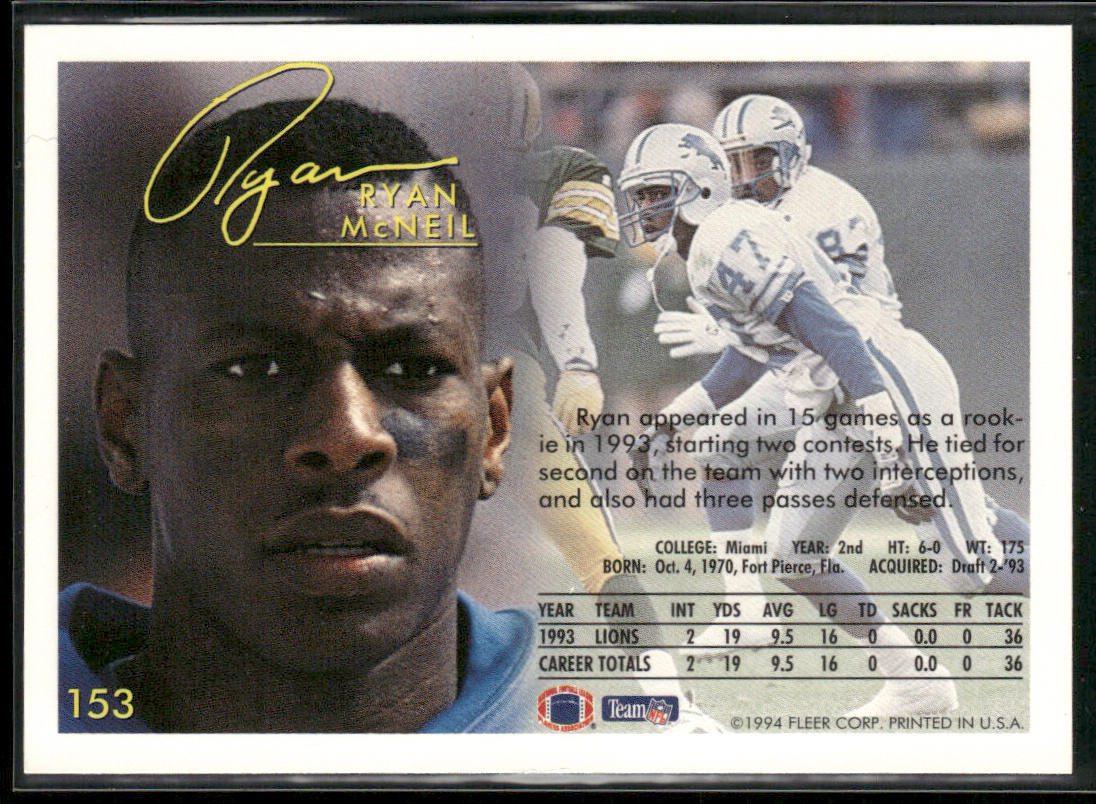 Ryan
RYAN
McNEIL
47
Ryan appeared in 15 games as a rook-
ie in 1993, starting two contests. He tied for
second on the team with two interceptions,
and also had three passes defensed.
COLLEGE: Miami YEAR: 2nd HT: 6-0 WT: 175
BORN: Oct. 4, 1970, Fort Pierce, Fla. ACQUIRED: Draft 2-'93
YEAR TEAM INT YDS AVG LG TD SACKS FR TACK
1993 LIONS 2 19 9.5 16 0 0.0 0 36
CAREER TOTALS 2 19 9.5 16 0 0.0 0 36
153
Team NFL
©1994 FLEER CORP. PRINTED IN U.S.A.